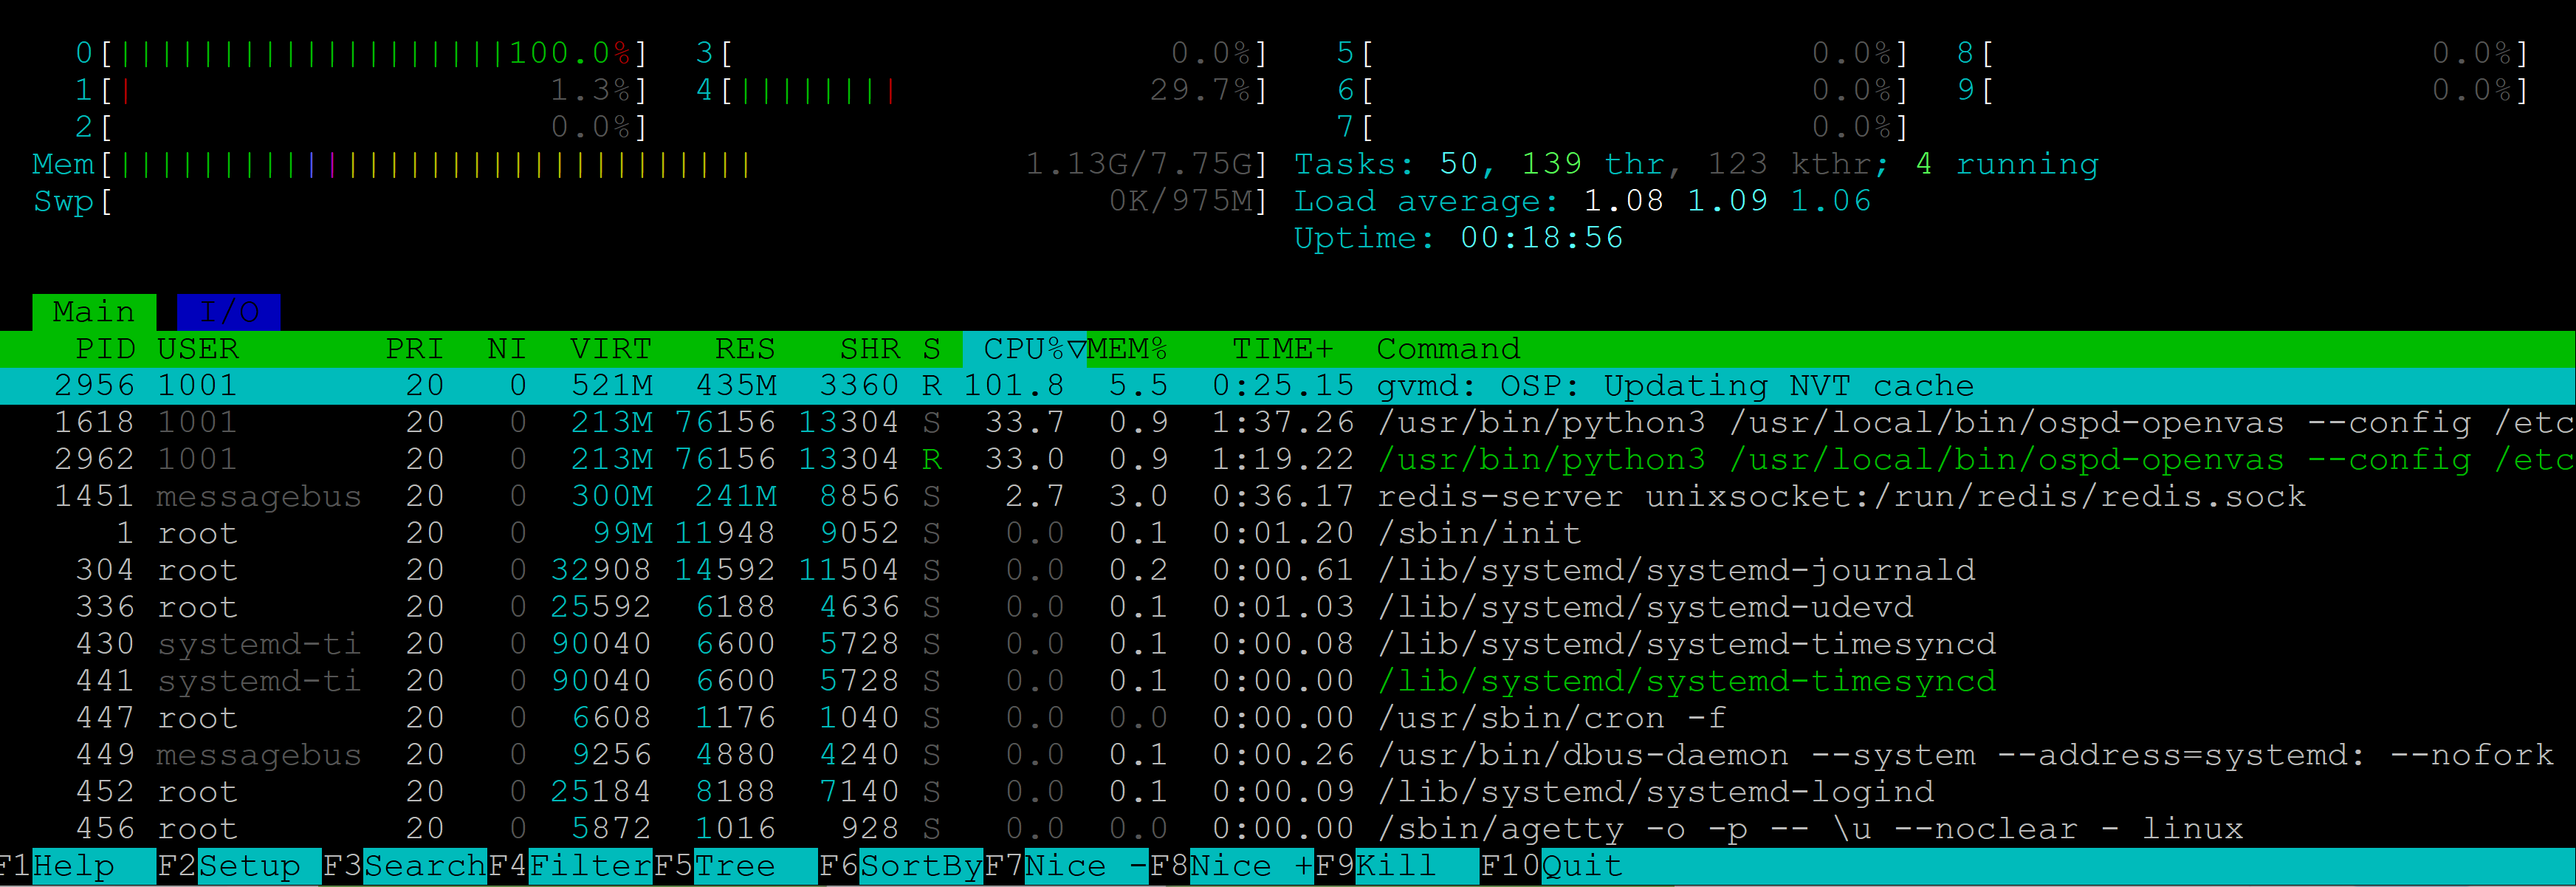 0[||||||||||||||||||100.0%] 3[ 0.0%] 5[ 0.0%] 8[ 0.0%]
1[| 1.3%] 4[|||||||| 29.7%] 6[ 0.0%] 9[ 0.0%]
2[ 0.0%] 7[ 0.0%]
Mem[||||||||||||||||||||||||||||||1.13G/7.75G] Tasks: 50, 139 thr, 123 kthr; 4 running
Swp[ 0K/975M] Load average: 1.08 1.09 1.06
Uptime: 00:18:56
Main I/O
PID USER PRI NI VIRT RES SHR S CPU%▽MEM% TIME+ Command
2956 1001 20 0 521M 435M 3360 R 101.8 5.5 0:25.15 gvmd: OSP: Updating NVT cache
1618 1001 20 0 213M 76156 13304 S 33.7 0.9 1:37.26 /usr/bin/python3 /usr/local/bin/ospd-openvas --config /etc
2962 1001 20 0 213M 76156 13304 R 33.0 0.9 1:19.22 /usr/bin/python3 /usr/local/bin/ospd-openvas --config /etc
1451 messagebus 20 0 300M 241M 8856 S 2.7 3.0 0:36.17 redis-server unixsocket:/run/redis/redis.sock
1 root 20 0 99M 11948 9052 S 0.0 0.1 0:01.20 /sbin/init
304 root 20 0 32908 14592 11504 S 0.0 0.2 0:00.61 /lib/systemd/systemd-journald
336 root 20 0 25592 6188 4636 S 0.0 0.1 0:01.03 /lib/systemd/systemd-udevd
430 systemd-ti 20 0 90040 6600 5728 S 0.0 0.1 0:00.08 /lib/systemd/systemd-timesyncd
441 systemd-ti 20 0 90040 6600 5728 S 0.0 0.1 0:00.00 /lib/systemd/systemd-timesyncd
447 root 20 0 6608 1176 1040 S 0.0 0.0 0:00.00 /usr/sbin/cron -f
449 messagebus 20 0 9256 4880 4240 S 0.0 0.1 0:00.26 /usr/bin/dbus-daemon --system --address=systemd: --nofork
452 root 20 0 25184 8188 7140 S 0.0 0.1 0:00.09 /lib/systemd/systemd-logind
456 root 20 0 5872 1016 928 S 0.0 0.0 0:00.00 /sbin/agetty -o -p -- \u --noclear - linux
F1Help F2Setup F3SearchF4FilterF5Tree F6SortByF7Nice -F8Nice +F9Kill F10Quit